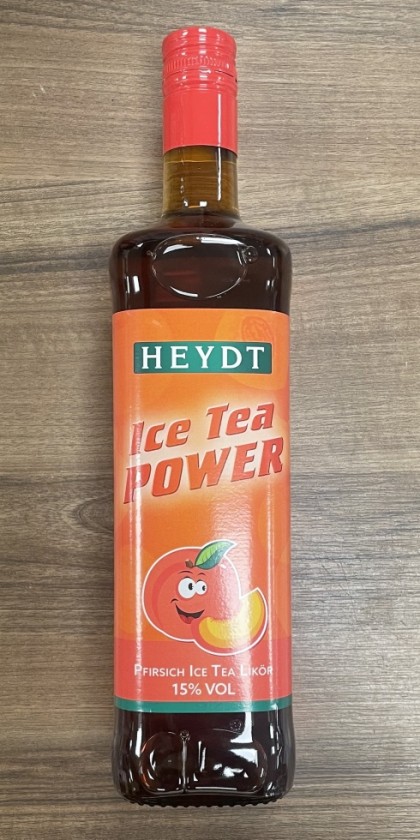 HEYDT
Ice Tea
POWER
Pfirsich Ice Tea Likör
15% VOL